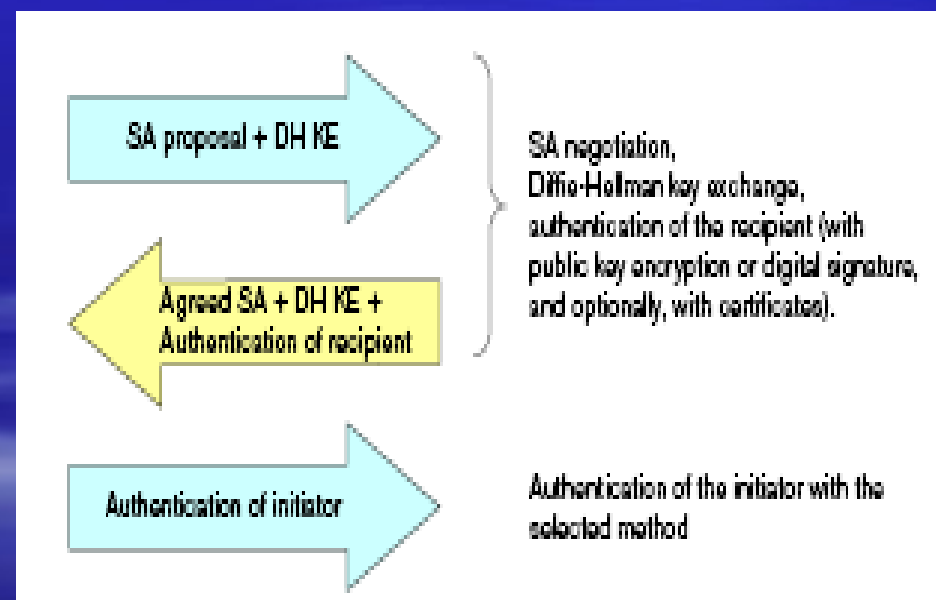 SA proposal + DH KE
SA negotiation,
Diffie-Hellman key exchange,
authentication of the recipient (with
public key encryption or digital signature,
and optionally, with certificates).
Agreed SA + DH KE +
Authentication of recipient
Authentication of initiator
Authentication of the initiator with the
selected method